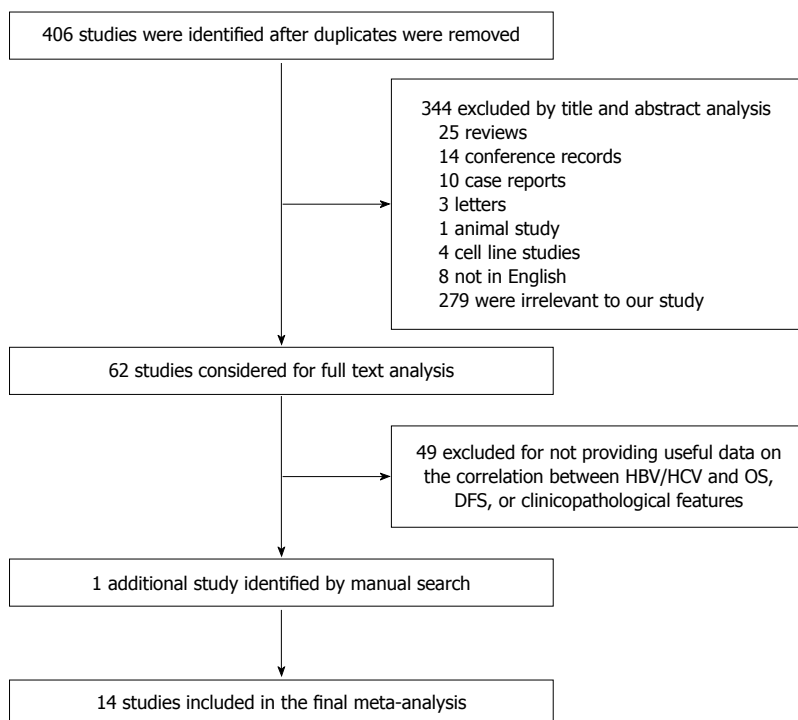 406 studies were identified after duplicates were removed
344 excluded by title and abstract analysis
25 reviews
14 conference records
10 case reports
3 letters
1 animal study
4 cell line studies
8 not in English
279 were irrelevant to our study
62 studies considered for full text analysis
49 excluded for not providing useful data on
the correlation between HBV/HCV and OS,
DFS, or clinicopathological features
1 additional study identified by manual search
14 studies included in the final meta-analysis